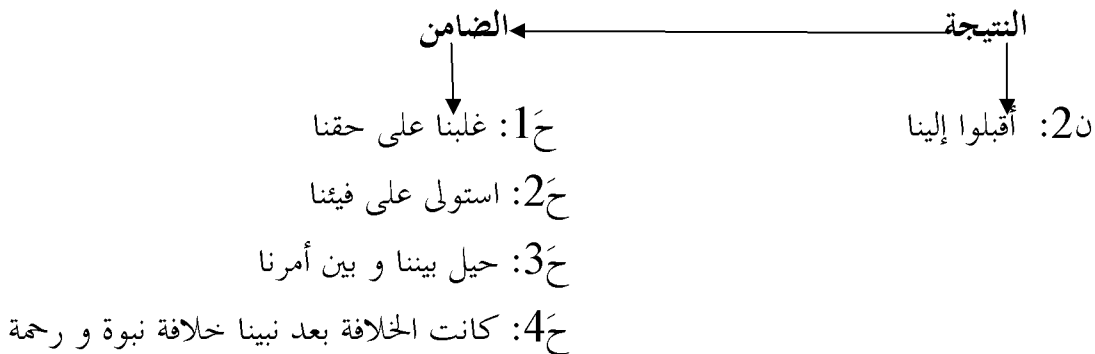 النتيجة الضامن
ن2: أقبلوا إلينا حَ1: غلبنا على حقنا
حَ2: استولى على فيئنا
حَ3: حيل بيننا و بين أمرنا
حَ4: كانت الخلافة بعد نبينا خلافة نبوة و رحمة